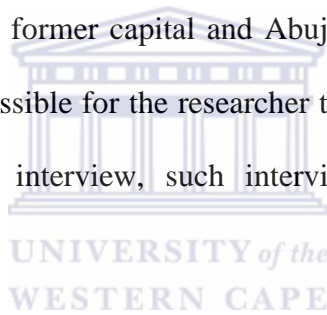 former capital and Abuj
ssible for the researcher t
interview, such intervi
UNIVERSITY of the
WESTERN CAPE